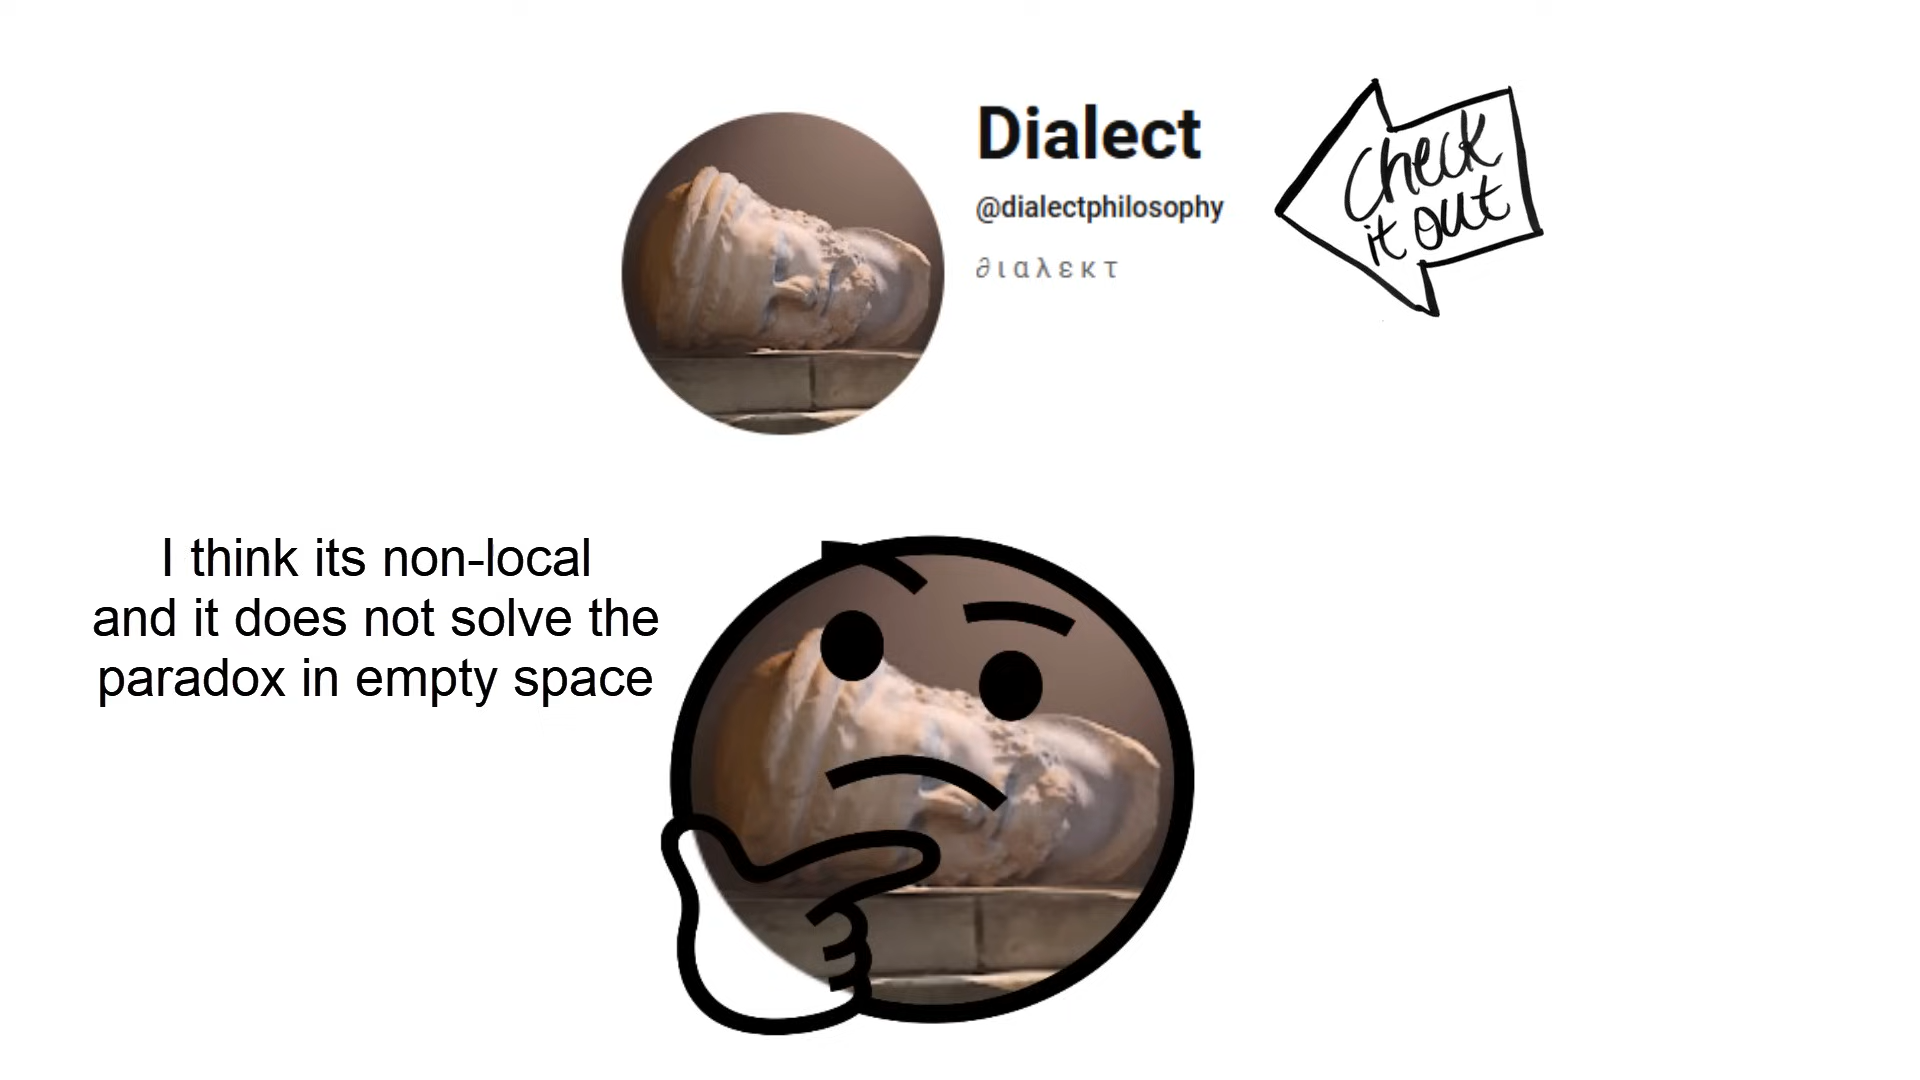 Dialect
@dialectphilosophy
∂ιαλεκτ
Check
it out
I think its non-local
and it does not solve the
paradox in empty space